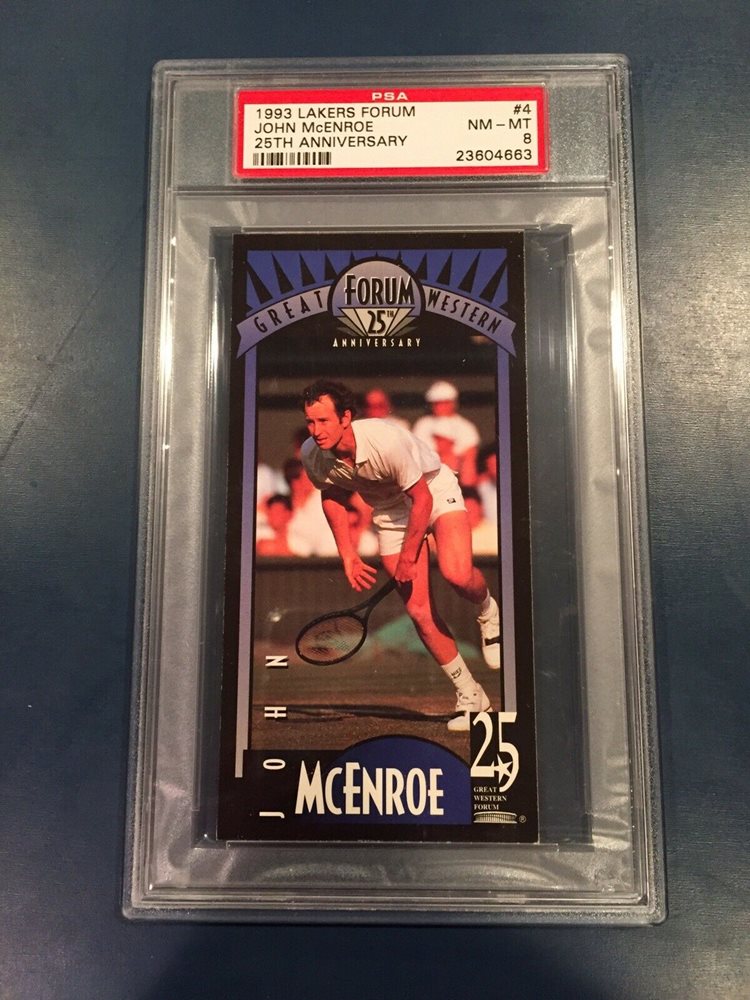 PSA
1993 LAKERS FORUM #4
JOHN McENROE NM - MT
25TH ANNIVERSARY 8
23604663
GREAT FORUM WESTERN
25TH
ANNIVERSARY
JOHN
McENROE
25
GREAT
WESTERN
FORUM
®